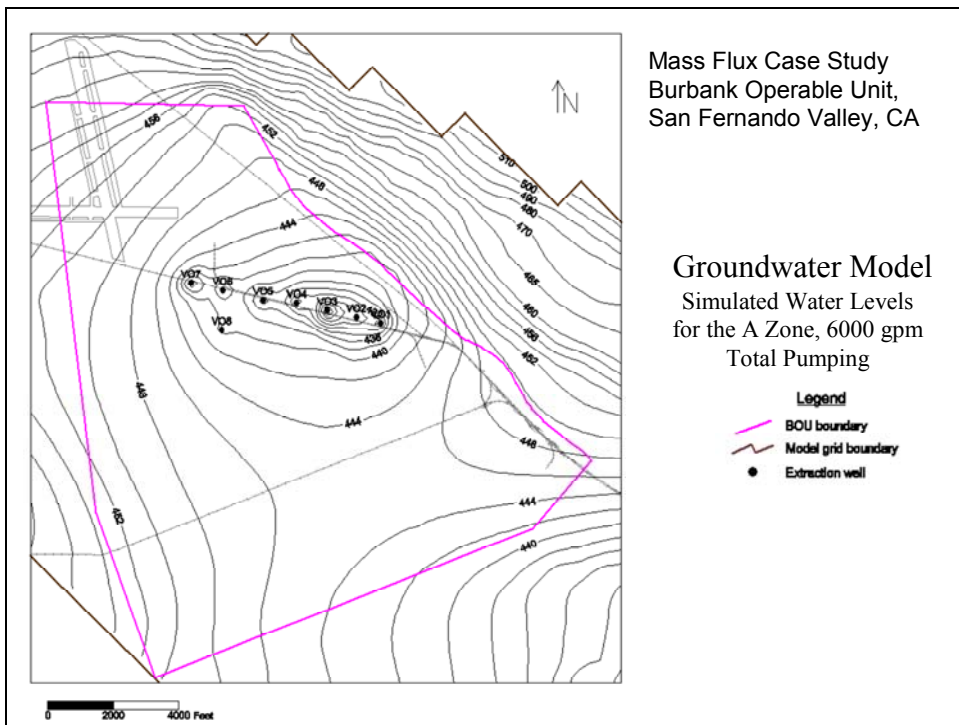 Mass Flux Case Study
Burbank Operable Unit,
San Fernando Valley, CA
N
Groundwater Model
Simulated Water Levels
for the A Zone, 6000 gpm
Total Pumping
Legend
BOU boundary
Model grid boundary
Extraction well
456
452
448
444
510
500
490
480
470
465
460
456
452
VO7
VO6
VO5
VO4
VO3
VO2
VO8
436
440
444
448
444
440
0 2000 4000 Feet